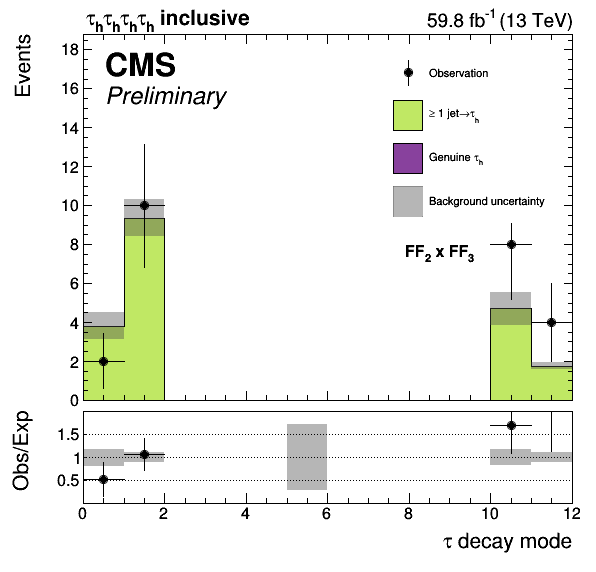 τhτhτhτh inclusive
59.8 fb-1 (13 TeV)
Events
CMS
Preliminary
Observation
≥ 1 jet→τh
Genuine τh
Background uncertainty
FF2 x FF3
18
16
14
12
10
8
6
4
2
0
Obs/Exp
1.5
1
0.5
0 2 4 6 8 10 12
τ decay mode